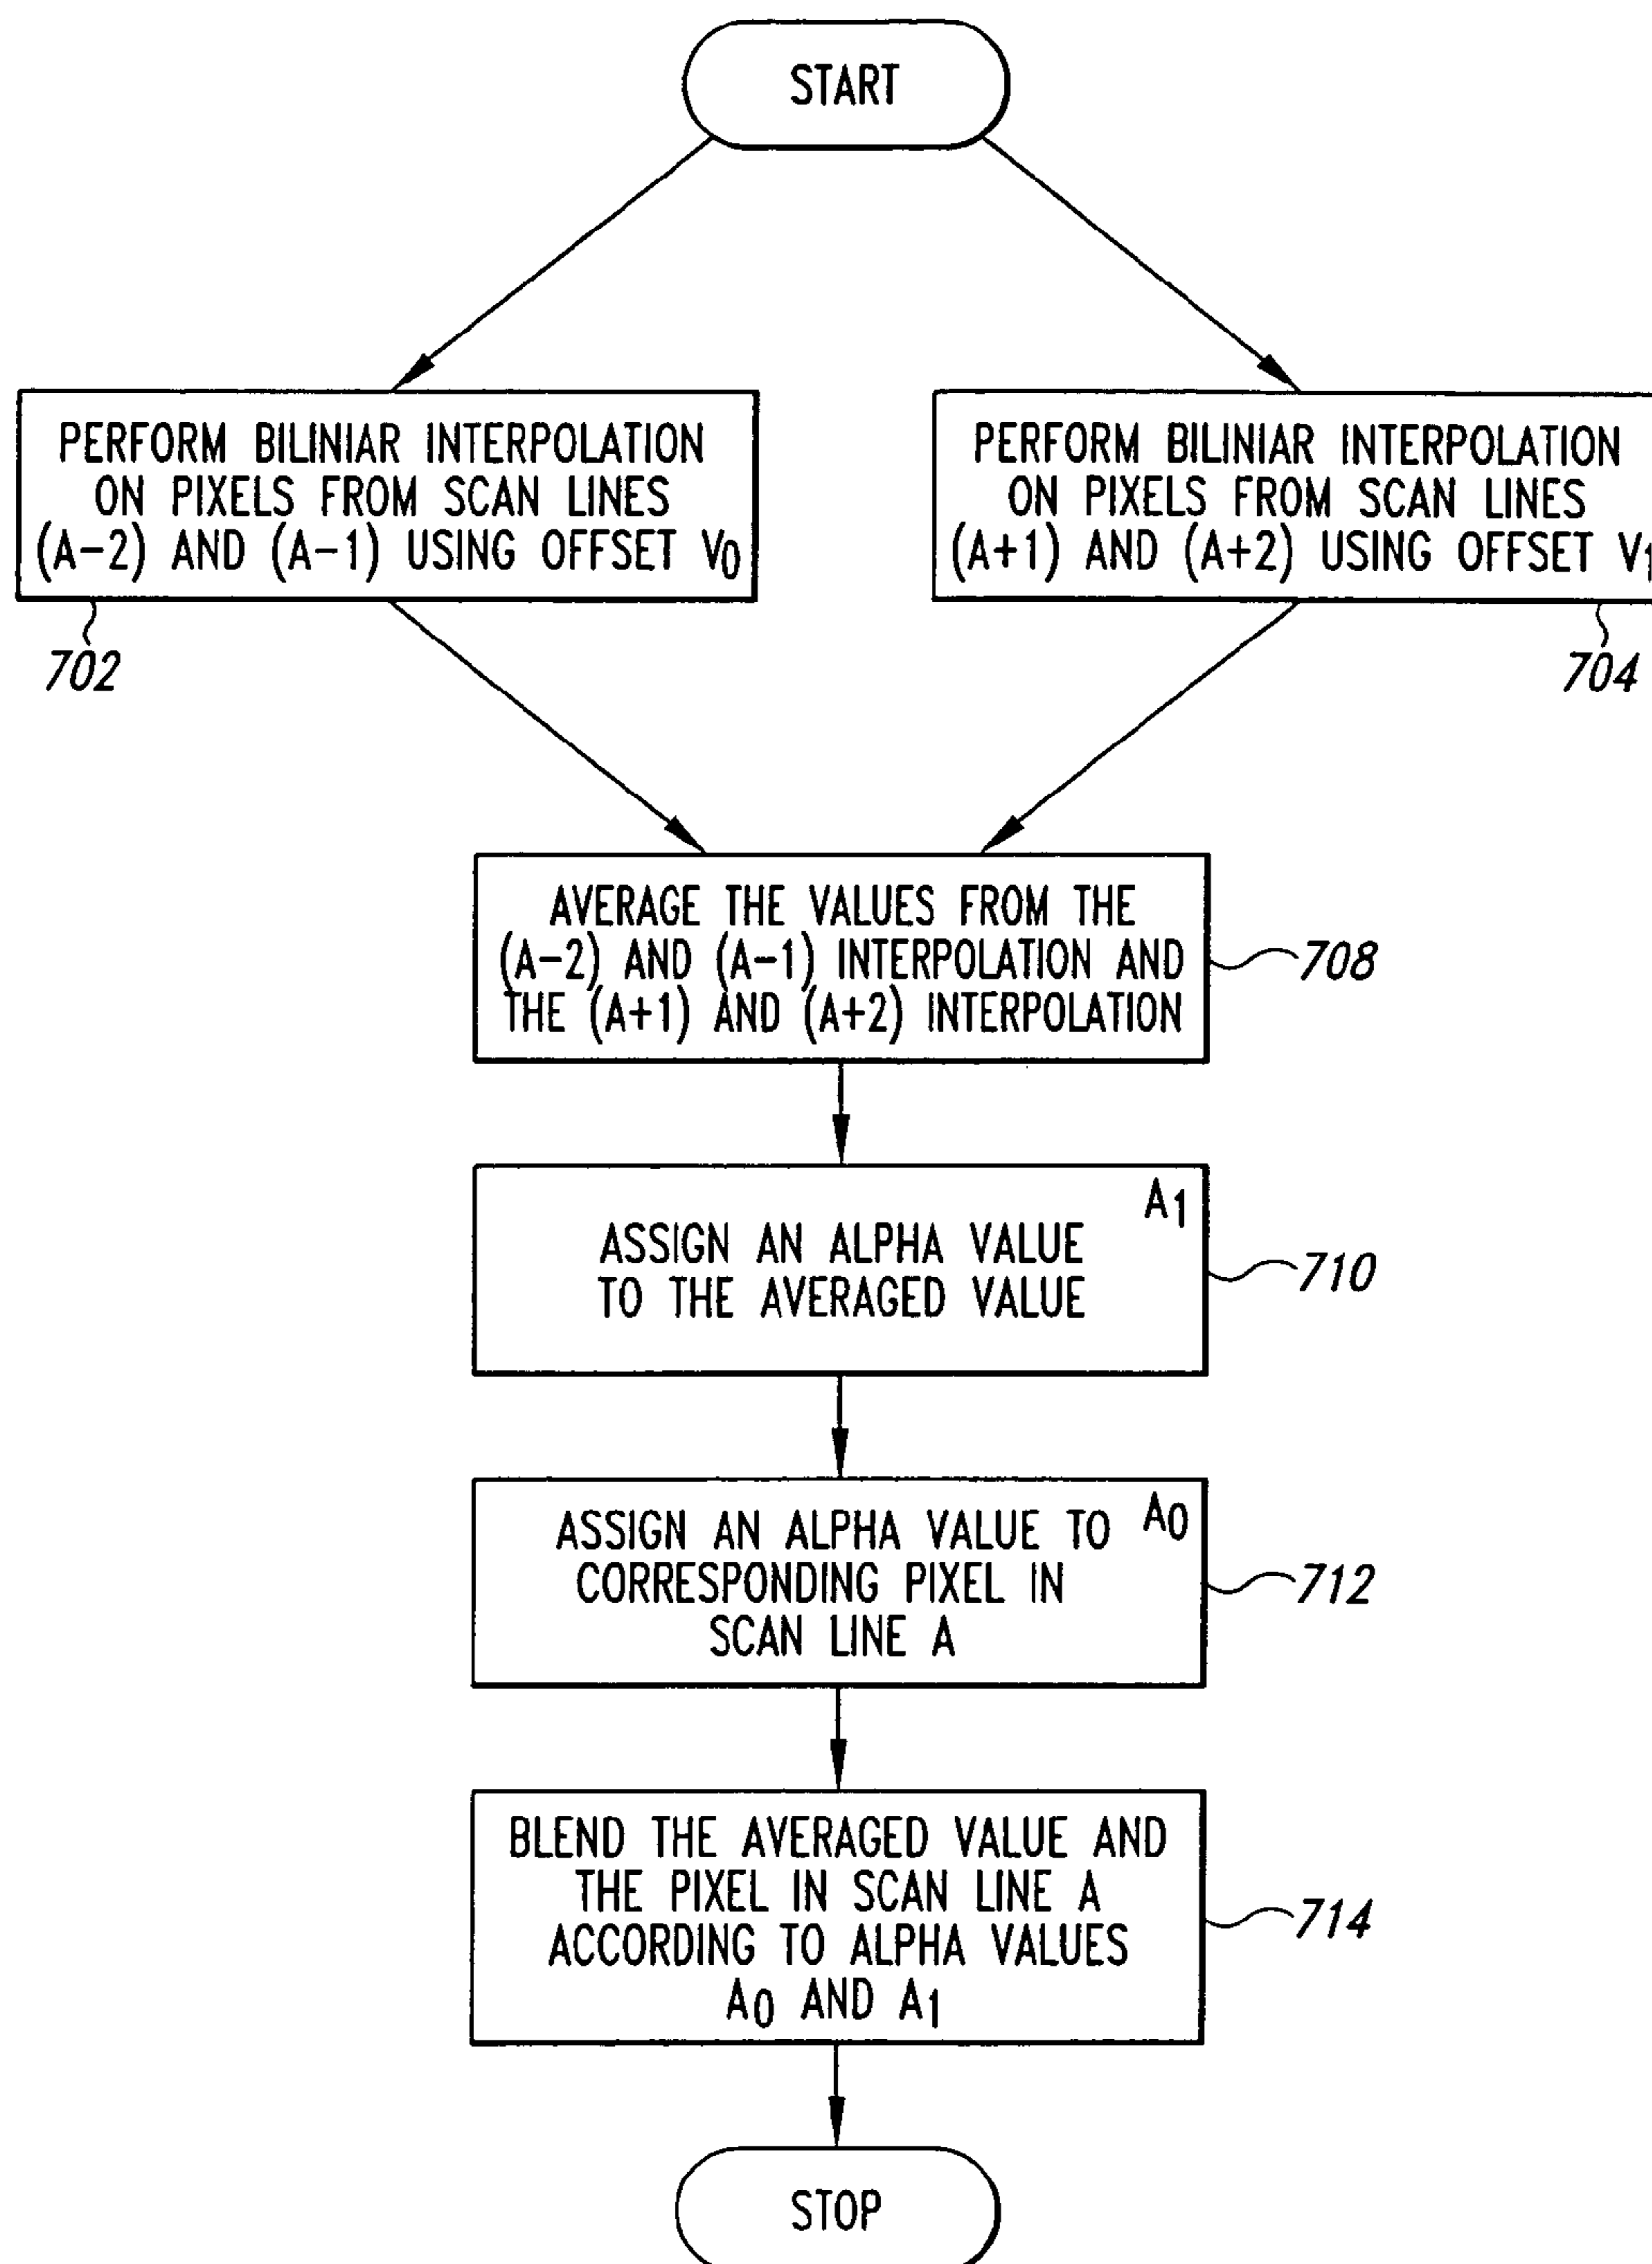 START
PERFORM BILINIAR INTERPOLATION
ON PIXELS FROM SCAN LINES
(A-2) AND (A-1) USING OFFSET V0
702
PERFORM BILINIAR INTERPOLATION
ON PIXELS FROM SCAN LINES
(A+1) AND (A+2) USING OFFSET V1
704
AVERAGE THE VALUES FROM THE
(A-2) AND (A-1) INTERPOLATION AND
THE (A+1) AND (A+2) INTERPOLATION
708
A1
ASSIGN AN ALPHA VALUE
TO THE AVERAGED VALUE
710
A0
ASSIGN AN ALPHA VALUE TO
CORRESPONDING PIXEL IN
SCAN LINE A
712
BLEND THE AVERAGED VALUE AND
THE PIXEL IN SCAN LINE A
ACCORDING TO ALPHA VALUES
A0 AND A1
714
STOP